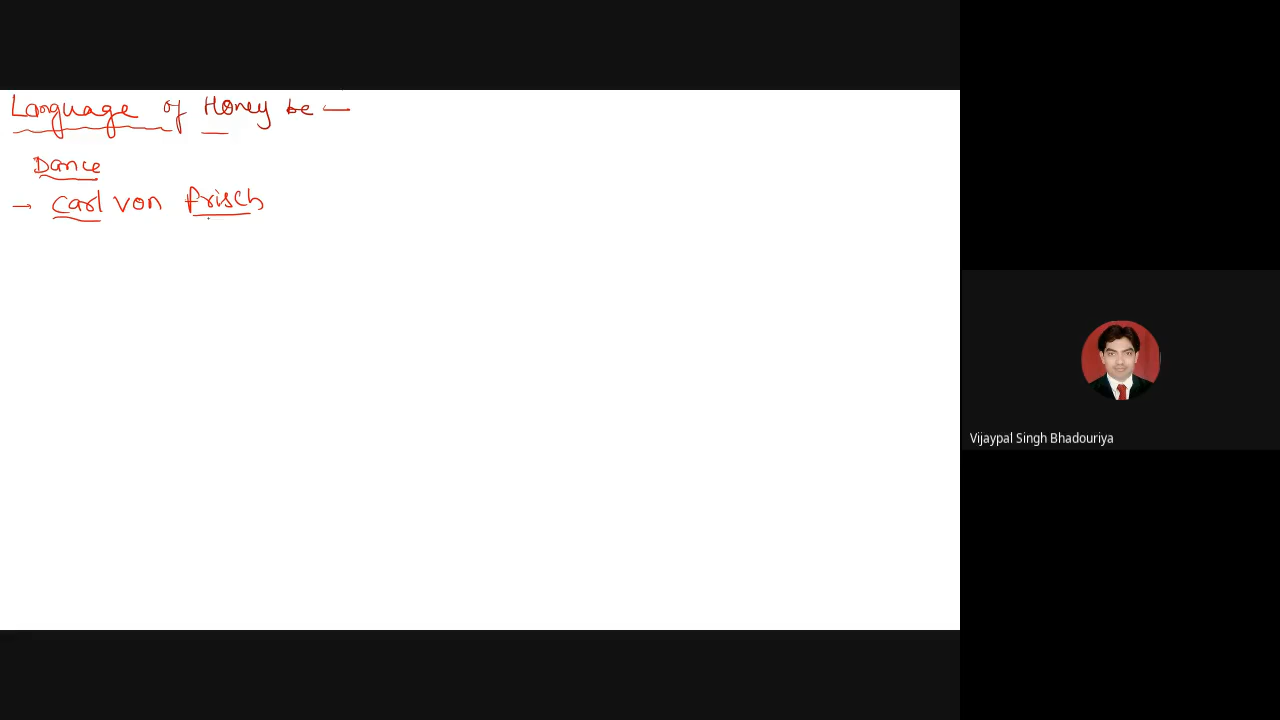 Language of Honey be —
Dance
→ Carl von frisch
Vijaypal Singh Bhadouriya